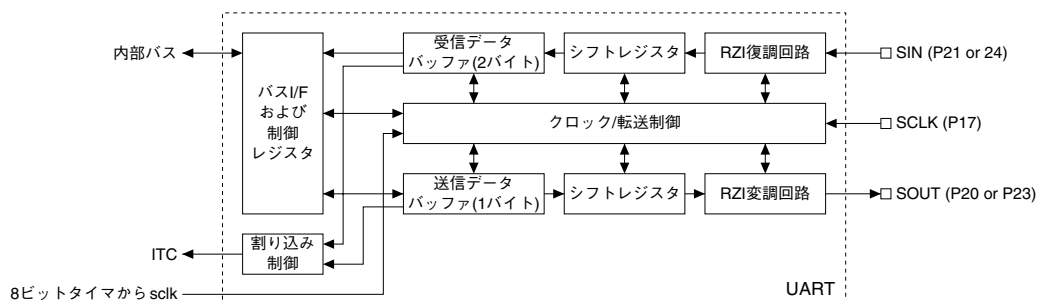 内部バス
バスI/F
および
制御
レジスタ
受信データ
バッファ(2バイト)
シフトレジスタ
RZI復調回路
SIN (P21 or 24)
クロック/転送制御
SCLK (P17)
送信データ
バッファ(1バイト)
シフトレジスタ
RZI変調回路
SOUT (P20 or P23)
ITC
割り込み
制御
8ビットタイマからsclk
UART